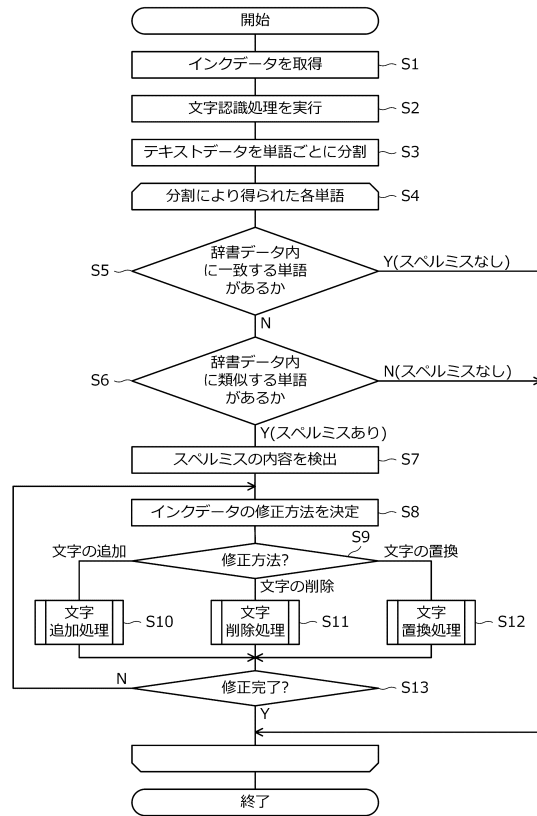 開始
インクデータを取得
S1
文字認識処理を実行
S2
テキストデータを単語ごとに分割
S3
分割により得られた各単語
S4
辞書データ内
に一致する単語
があるか
S5
Y(スペルミスなし)
N
辞書データ内
に類似する単語
があるか
S6
N(スペルミスなし)
Y(スペルミスあり)
スペルミスの内容を検出
S7
インクデータの修正方法を決定
S8
S9
文字の追加
修正方法?
文字の置換
文字の削除
文字
追加処理
S10
文字
削除処理
S11
文字
置換処理
S12
N
修正完了?
S13
Y
終了